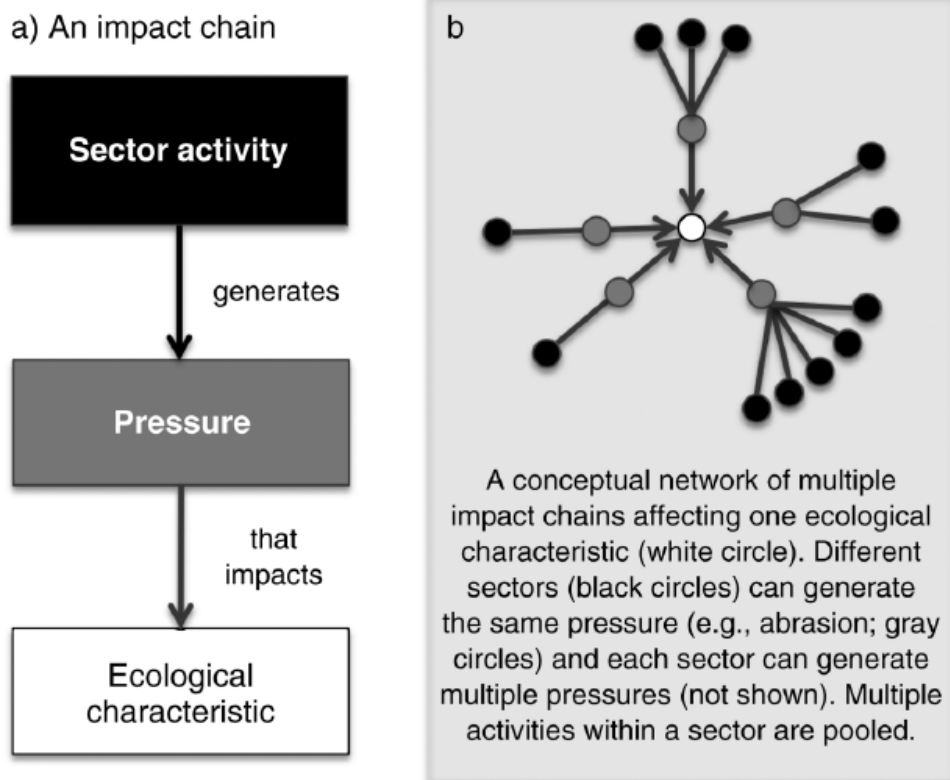 a) An impact chain
Sector activity
generates
Pressure
that
impacts
Ecological
characteristic
b
A conceptual network of multiple
impact chains affecting one ecological
characteristic (white circle). Different
sectors (black circles) can generate
the same pressure (e.g., abrasion; gray
circles) and each sector can generate
multiple pressures (not shown). Multiple
activities within a sector are pooled.